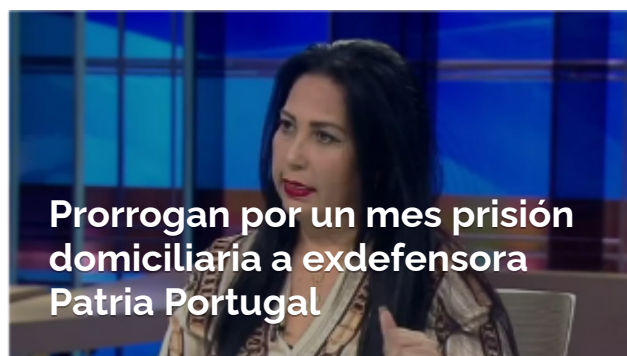 Prorrogan por un mes prisión
domiciliaria a exdefensora
Patria Portugal